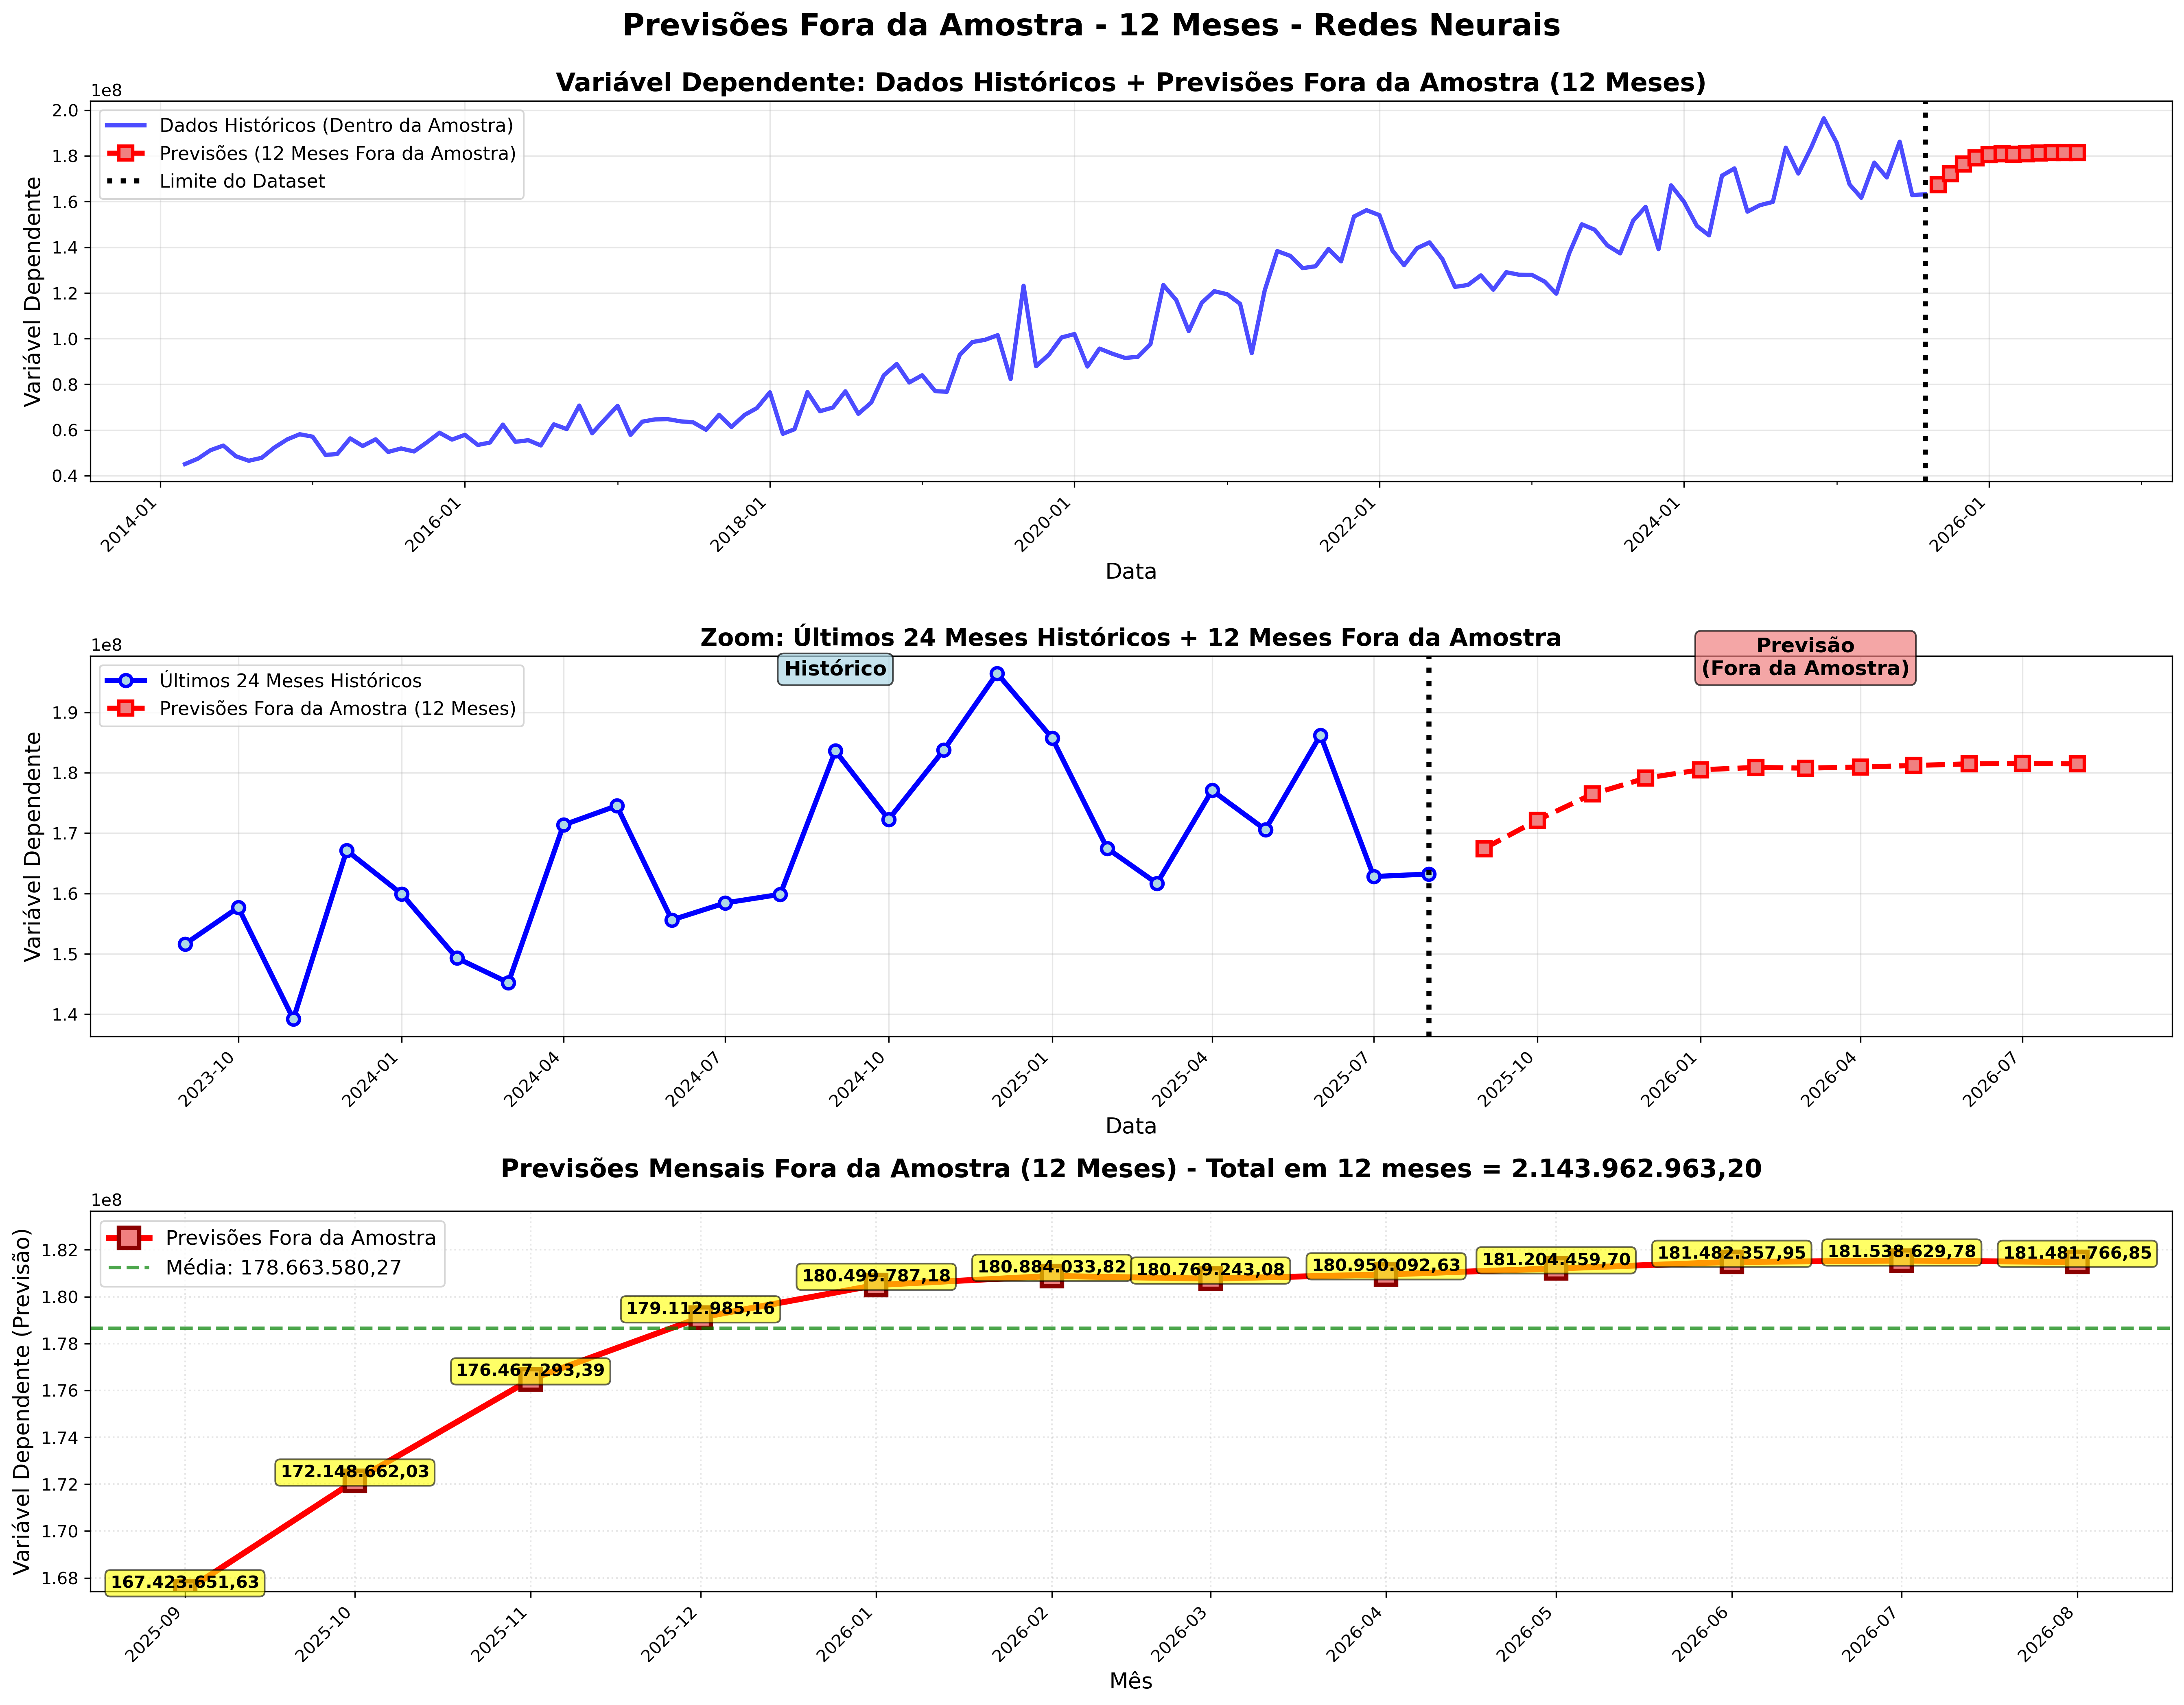 Previsões Fora da Amostra - 12 Meses - Redes Neurais
Variável Dependente: Dados Históricos + Previsões Fora da Amostra (12 Meses)
1e8
Dados Históricos (Dentro da Amostra)
Previsões (12 Meses Fora da Amostra)
Limite do Dataset
Variável Dependente
2.0
1.8
1.6
1.4
1.2
1.0
0.8
0.6
0.4
2014-01
2016-01
2018-01
2020-01
2022-01
2024-01
2026-01
Data
Zoom: Últimos 24 Meses Históricos + 12 Meses Fora da Amostra
1e8
Últimos 24 Meses Históricos
Previsões Fora da Amostra (12 Meses)
Histórico
Previsão
(Fora da Amostra)
Variável Dependente
1.9
1.8
1.7
1.6
1.5
1.4
2023-10
2024-01
2024-04
2024-07
2024-10
2025-01
2025-04
2025-07
2025-10
2026-01
2026-04
2026-07
Data
Previsões Mensais Fora da Amostra (12 Meses) - Total em 12 meses = 2.143.962.963,20
1e8
Previsões Fora da Amostra
Média: 178.663.580,27
Variável Dependente (Previsão)
1.82
1.80
1.78
1.76
1.74
1.72
1.70
1.68
167.423.651,63
172.148.662,03
176.467.293,39
179.112.985,16
180.499.787,18
180.884.033,82
180.769.243,08
180.950.092,63
181.204.459,70
181.482.357,95
181.538.629,78
181.481.766,85
2025-09
2025-10
2025-11
2025-12
2026-01
2026-02
2026-03
2026-04
2026-05
2026-06
2026-07
2026-08
Mês